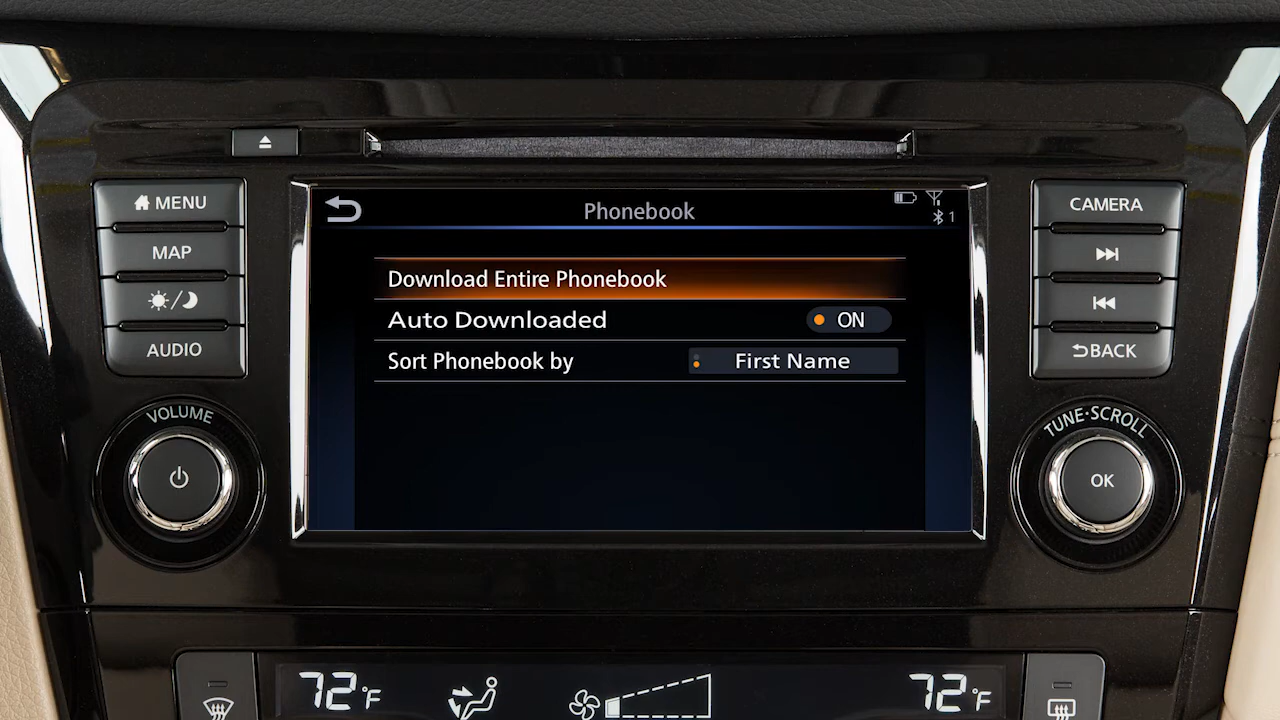 MENU
MAP
AUDIO
VOLUME
Phonebook
1
Download Entire Phonebook
Auto Downloaded
ON
Sort Phonebook by
First Name
CAMERA
BACK
TUNE·SCROLL
OK
72°F
72°F